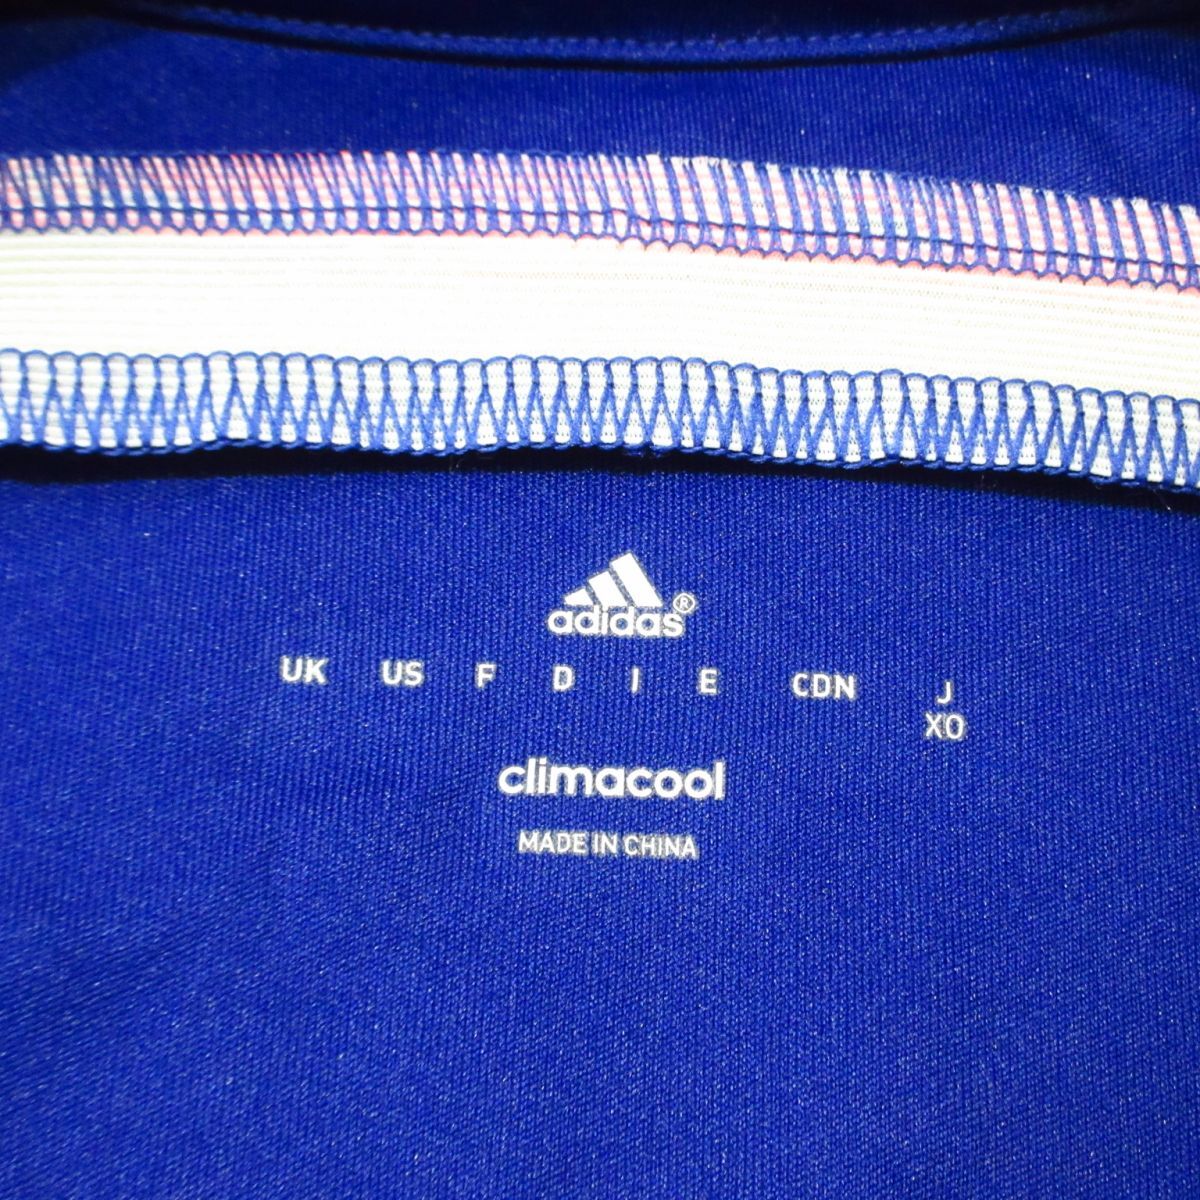 adidas®
UK US F D I E CDN J
XO
climacool
MADE IN CHINA